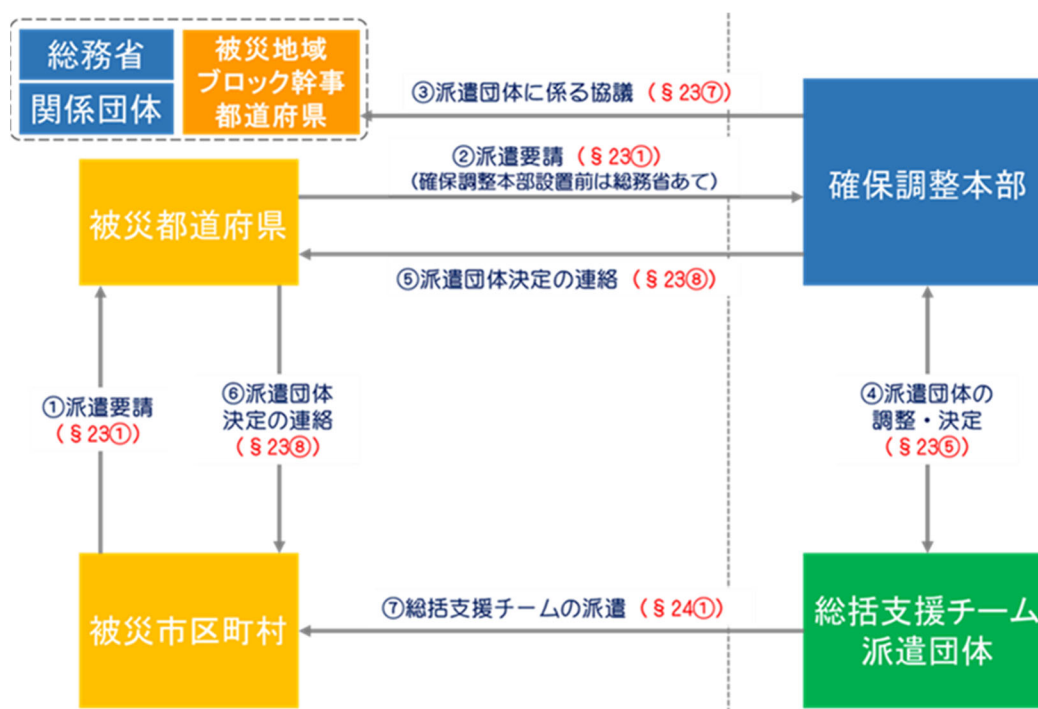 総務省
関係団体
被災地域
ブロック幹事
都道府県
③派遣団体に係る協議（§23⑦）
②派遣要請（§23①）
（確保調整本部設置前は総務省あて）
確保調整本部
被災都道府県
⑤派遣団体決定の連絡（§23⑧）
①派遣要請
（§23①）
⑥派遣団体
決定の連絡
（§23⑧）
④派遣団体の
調整・決定
（§23⑤）
被災市区町村
⑦総括支援チームの派遣（§24①）
総括支援チーム
派遣団体